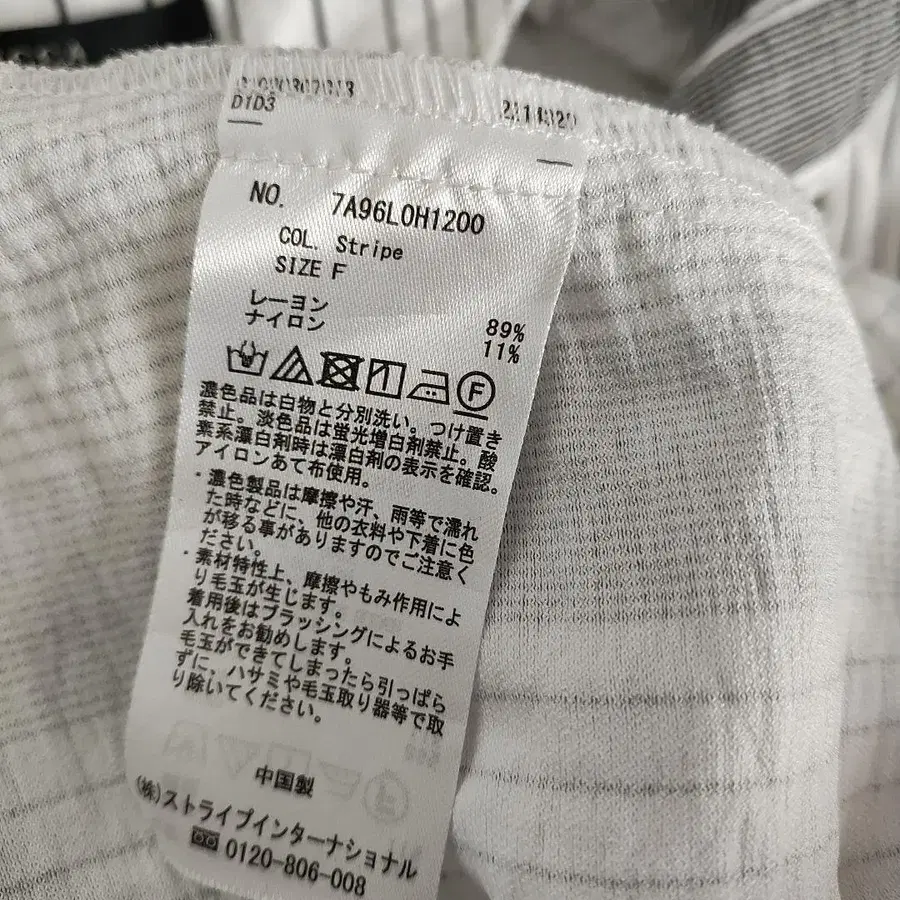 D1D3
NO. 7A96L0H1200
COL. Stripe
SIZE F
レーヨン 89%
ナイロン 11%
F
濃色品は白物と分別洗い。つけ置き
禁止。淡色品は蛍光増白剤禁止。酸
素系漂白剤時は漂白剤の表示を確認。
アイロンあて布使用。
・濃色製品は摩擦や汗、雨等で濡れ
た時などに、他の衣料や下着に色
が移る事がありますのでご注意く
ださい。
・素材特性上、摩擦やもみ作用によ
り毛玉が生じます。
着用後はブラッシングによるお手
入れをお勧めします。
毛玉ができてしまったら引っぱら
ずに、ハサミや毛玉取り器等で取
り除いてください。
中国製
(株)ストライプインターナショナル
0120-806-008